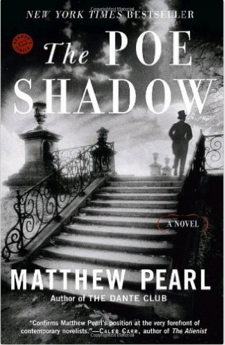 NEW YORK TIMES BESTSELLER
The POE
SHADOW
A NOVEL
MATTHEW PEARL
Author of THE DANTE CLUB
"Confirms Matthew Pearl's position at the very forefront of
contemporary novelists."—CALEB CARR, author of The Alienist